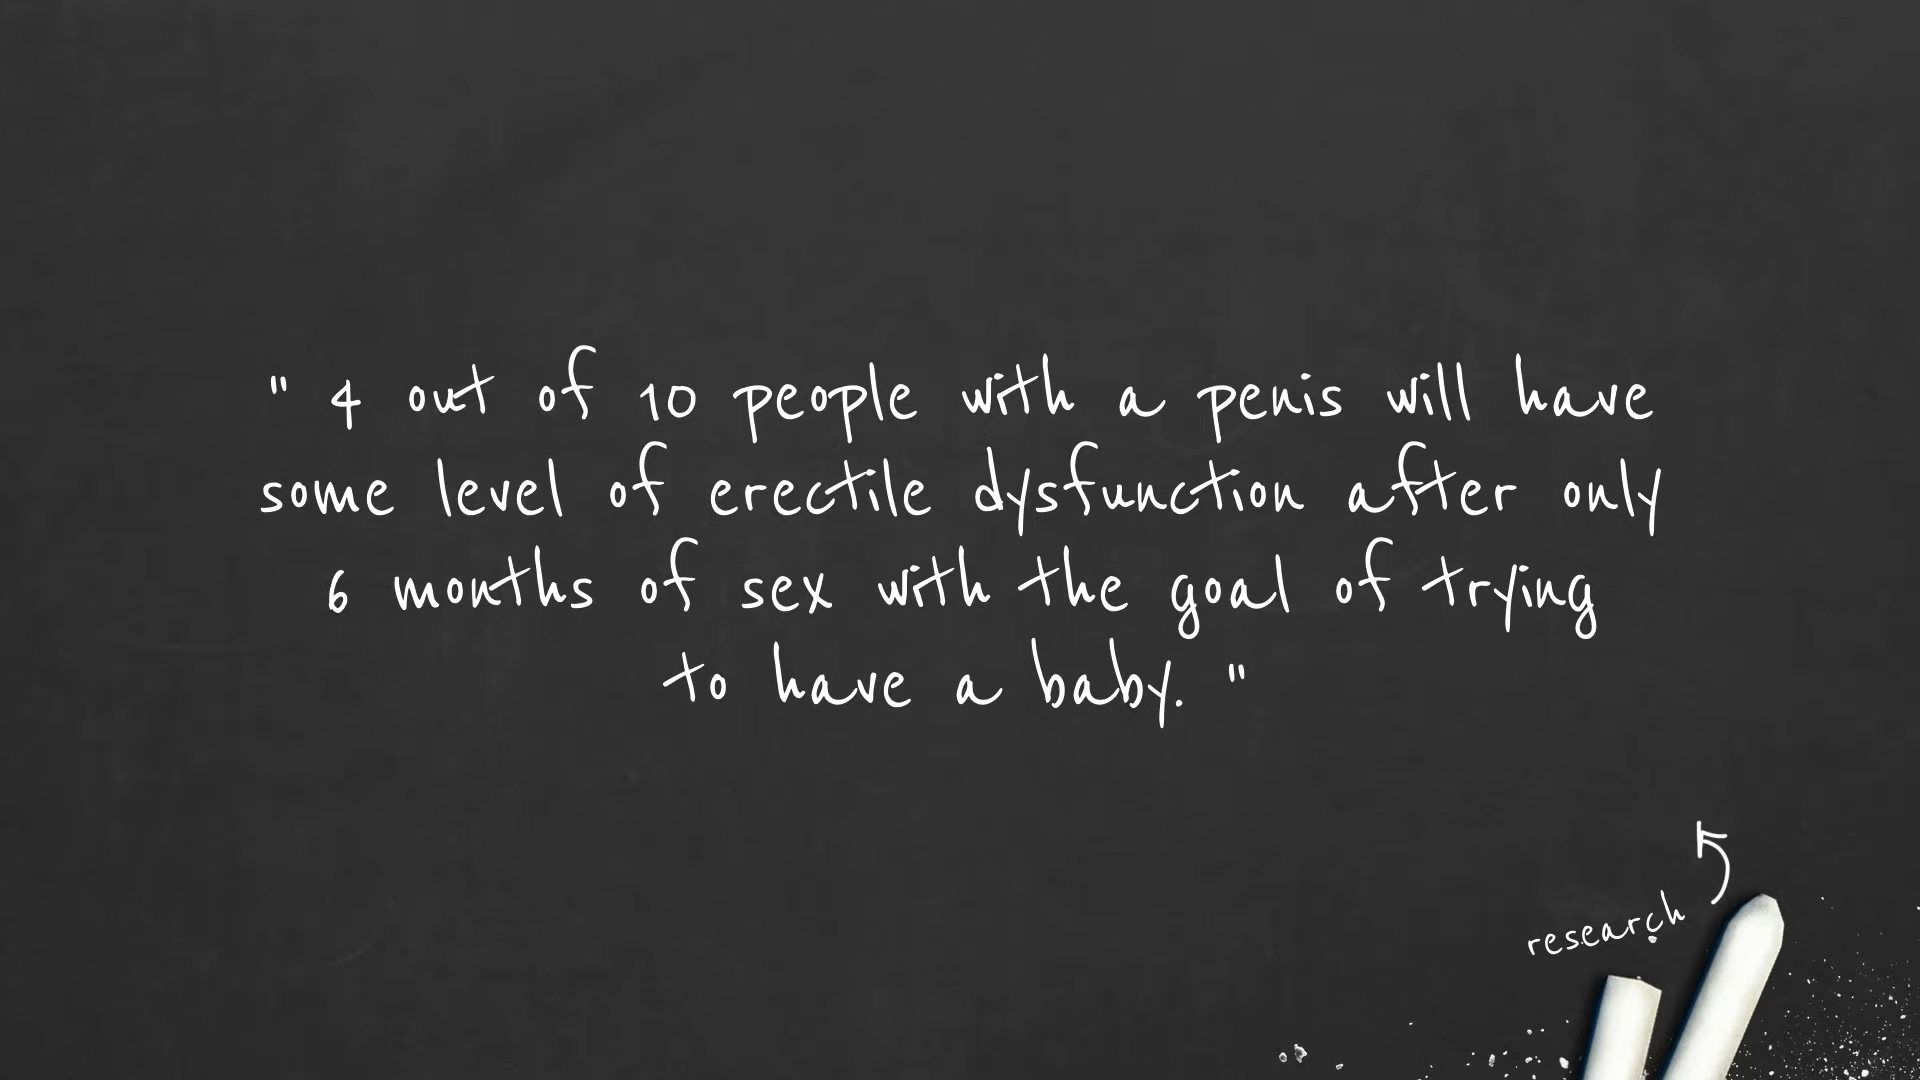 " 4 out of 10 people with a penis will have
some level of erectile dysfunction after only
6 months of sex with the goal of trying
to have a baby. "
research